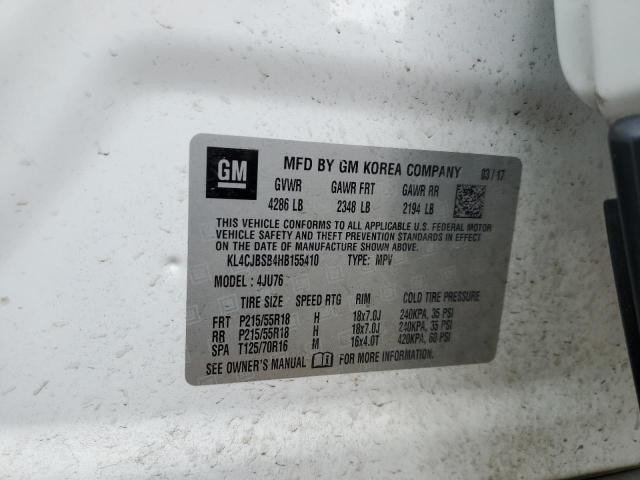 GM MFD BY GM KOREA COMPANY 03/17
GVWR GAWR FRT GAWR RR
4286 LB 2348 LB 2194 LB
THIS VEHICLE CONFORMS TO ALL APPLICABLE U.S. FEDERAL MOTOR
VEHICLE SAFETY AND THEFT PREVENTION STANDARDS IN EFFECT ON
THE DATE OF MANUFACTURE SHOWN ABOVE.
KL4CJBSB4HB155410 TYPE: MPV
MODEL : 4JU76
TIRE SIZE SPEED RTG RIM COLD TIRE PRESSURE
FRT P215/55R18 H 18x7.0J 240KPA, 35 PSI
RR P215/55R18 H 18x7.0J 240KPA, 35 PSI
SPA T125/70R16 M 16x4.0T 420KPA, 60 PSI
SEE OWNER'S MANUAL FOR MORE INFORMATION.